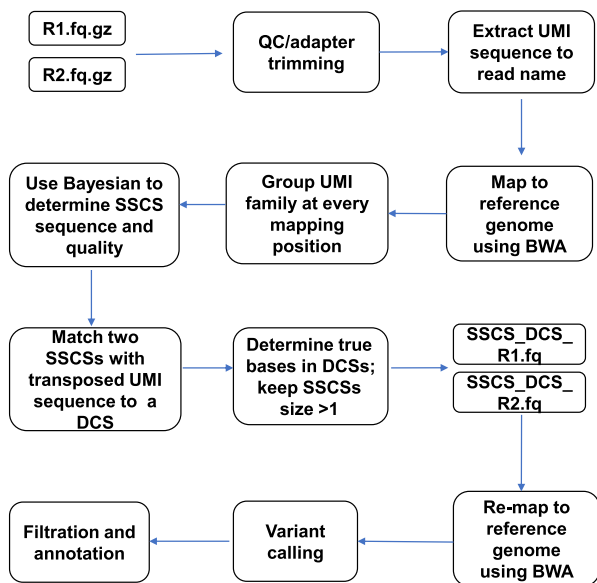 R1.fq.gz
R2.fq.gz
QC/adapter
trimming
Extract UMI
sequence to
read name
Map to
reference
genome
using BWA
Group UMI
family at every
mapping
position
Use Bayesian to
determine SSCS
sequence and
quality
Match two
SSCSs with
transposed UMI
sequence to a
DCS
Determine true
bases in DCSs;
keep SSCSs
size >1
SSCS_DCS_
R1.fq
SSCS_DCS_
R2.fq
Re-map to
reference
genome
using BWA
Variant
calling
Filtration and
annotation